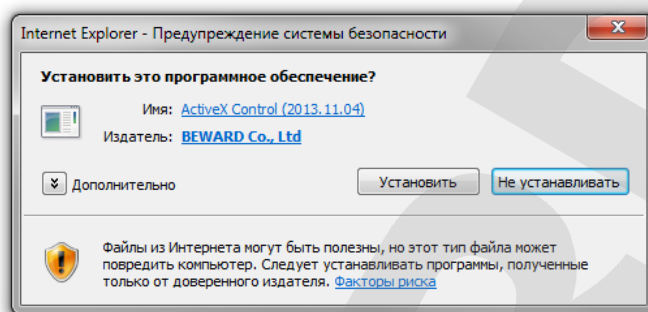 Internet Explorer - Предупреждение системы безопасности
Установить это программное обеспечение?
Имя: ActiveX Control (2013.11.04)
Издатель: BEWARD Co., Ltd
Дополнительно
Установить
Не устанавливать
Файлы из Интернета могут быть полезны, но этот тип файла может
повредить компьютер. Следует устанавливать программы, полученные
только от доверенного издателя. Факторы риска